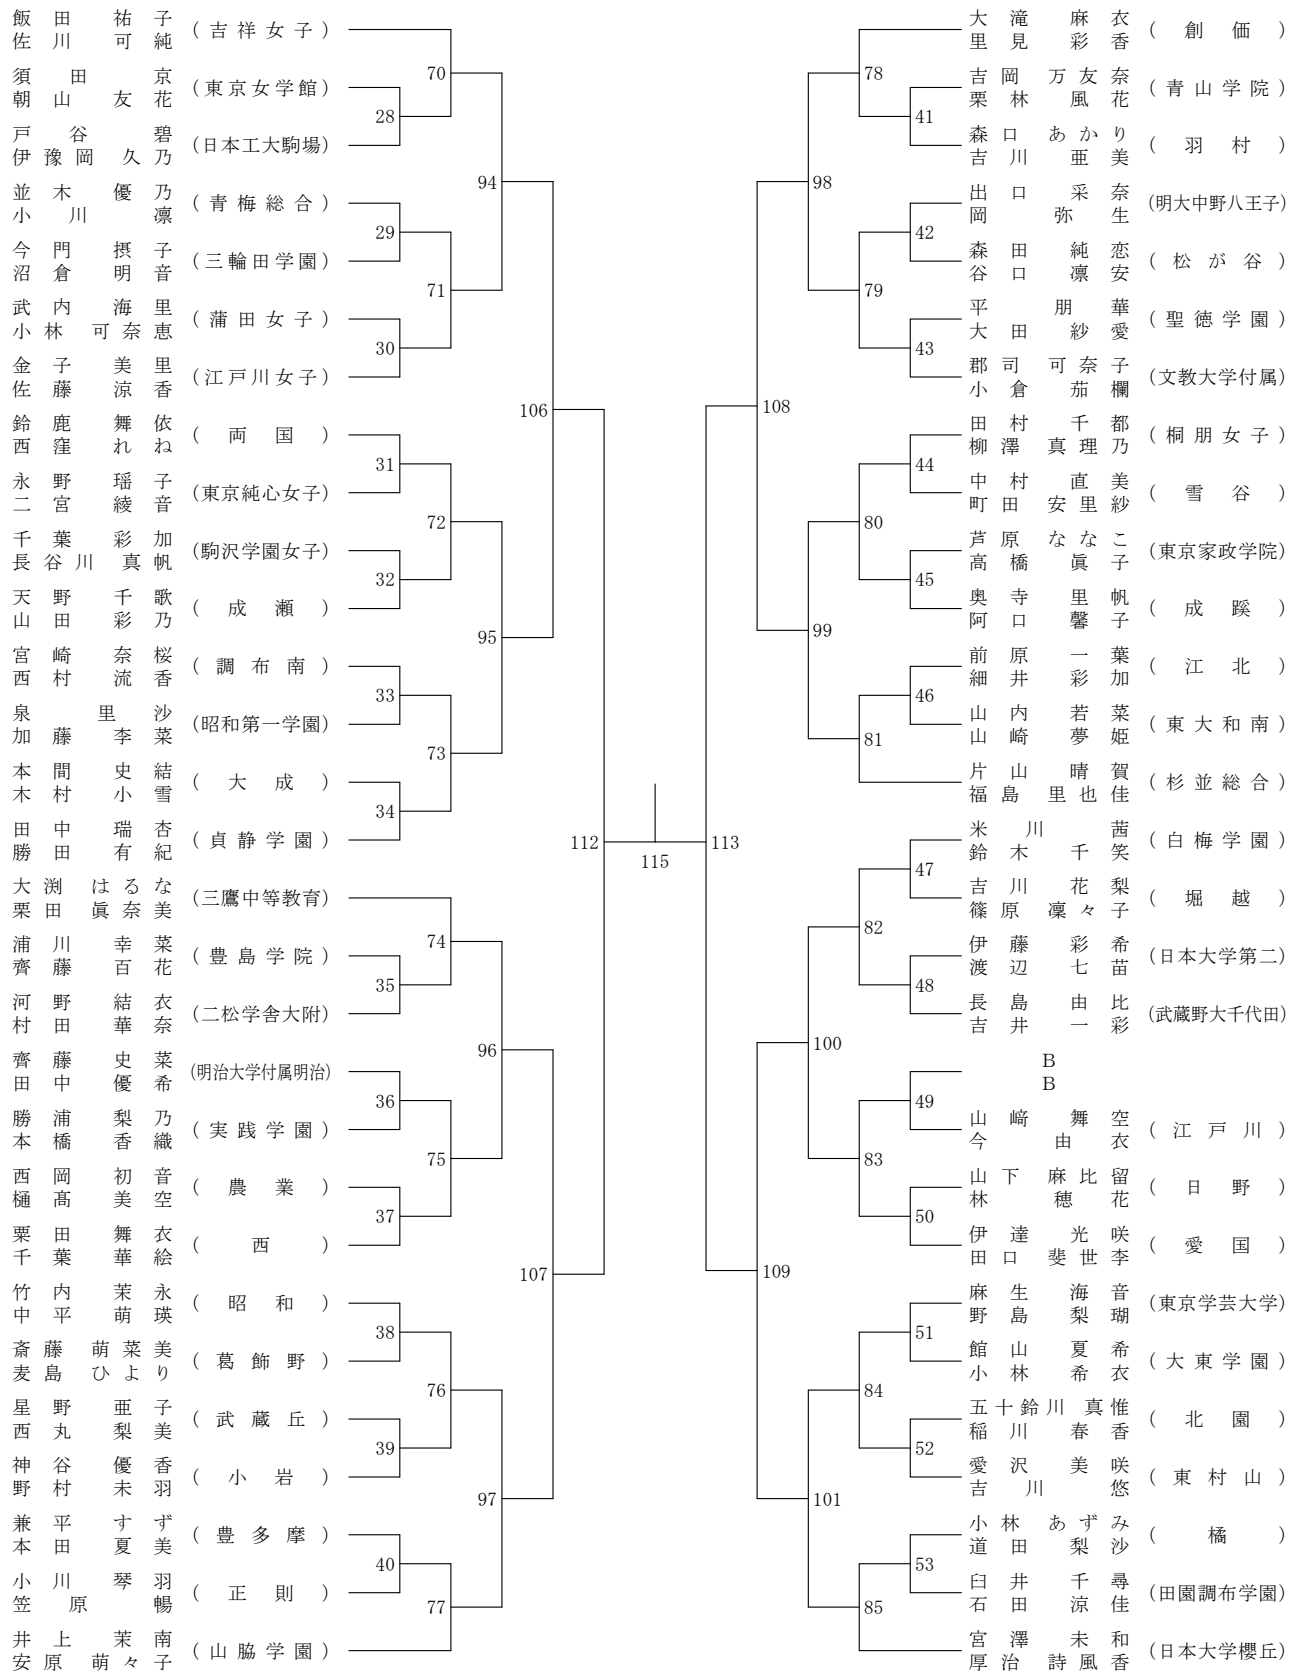 飯田 祐子
佐川 可純
(吉祥女子)
70
須田 京
朝山 友花
(東京女学館)
28
戸谷 碧
伊豫岡 久乃
(日本工大駒場)
94
並木 優乃
小川 凛
(青梅総合)
29
今門 摂子
沼倉 明音
(三輪田学園)
71
武内 海里
小林 可奈恵
(蒲田女子)
30
金子 美里
佐藤 涼香
(江戸川女子)
106
鈴鹿 舞依
西窪 れね
(両国)
31
永野 瑶子
二宮 綾音
(東京純心女子)
72
千葉 彩加
長谷川 真帆
(駒沢学園女子)
32
天野 千歌
山田 彩乃
(成瀬)
95
宮崎 奈桜
西村 流香
(調布南)
33
泉 里沙
加藤 李菜
(昭和第一学園)
73
本間 史結
木村 小雪
(大成)
34
田中 瑞杏
勝田 有紀
(貞静学園)
112
大渕 はるな
栗田 眞奈美
(三鷹中等教育)
74
浦川 幸菜
齊藤 百花
(豊島学院)
35
河野 結衣
村田 華奈
(二松学舎大附)
96
齊藤 史菜
田中 優希
(明治大学付属明治)
36
勝浦 梨乃
本橋 香織
(実践学園)
75
西岡 初音
樋髙 美空
(農業)
37
栗田 舞衣
千葉 華絵
(西)
107
竹内 茉永
中平 萌瑛
(昭和)
38
斎藤 萌菜美
麦島 ひより
(葛飾野)
76
星野 亜子
西丸 梨美
(武蔵丘)
39
神谷 優香
野村 未羽
(小岩)
97
兼平 すず
本田 夏美
(豊多摩)
40
小川 琴羽
笠原 暢
(正則)
77
井上 茉南
安原 萌々子
(山脇学園)
115
大滝 麻衣
里見 彩香
(創価)
78
吉岡 万友奈
栗林 風花
(青山学院)
41
森口 あかり
吉川 亜美
(羽村)
98
出口 采奈
岡 弥生
(明大中野八王子)
42
森田 純恋
谷口 凛安
(松が谷)
79
平 朋華
大田 紗愛
(聖徳学園)
43
郡司 可奈子
小倉 茄欄
(文教大学付属)
108
田村 千都
柳澤 真理乃
(桐朋女子)
44
中村 直美
町田 安里紗
(雪谷)
80
芦原 ななこ
高橋 眞子
(東京家政学院)
45
奥寺 里帆
阿口 馨子
(成蹊)
99
前原 一葉
細井 彩加
(江北)
46
山内 若菜
山崎 夢姫
(東大和南)
81
片山 晴賀
福島 里也佳
(杉並総合)
113
米川 茜
鈴木 千笑
(白梅学園)
47
吉川 花梨
篠原 凜々子
(堀越)
82
伊藤 彩希
渡辺 七苗
(日本大学第二)
48
長島 由比
吉井 一彩
(武蔵野大千代田)
100
B
B
49
山﨑 舞空
今 由衣
(江戸川)
83
山下 麻比留
林 穂花
(日野)
50
伊達 光咲
田口 斐世李
(愛国)
109
麻生 海音
野島 梨瑚
(東京学芸大学)
51
館山 夏希
小林 希衣
(大東学園)
84
五十鈴川 真惟
稲川 春香
(北園)
52
愛沢 美咲
吉川 悠
(東村山)
101
小林 あずみ
道田 梨沙
(橘)
53
臼井 千尋
石田 涼佳
(田園調布学園)
85
宮澤 未和
厚治 詩風香
(日本大学櫻丘)